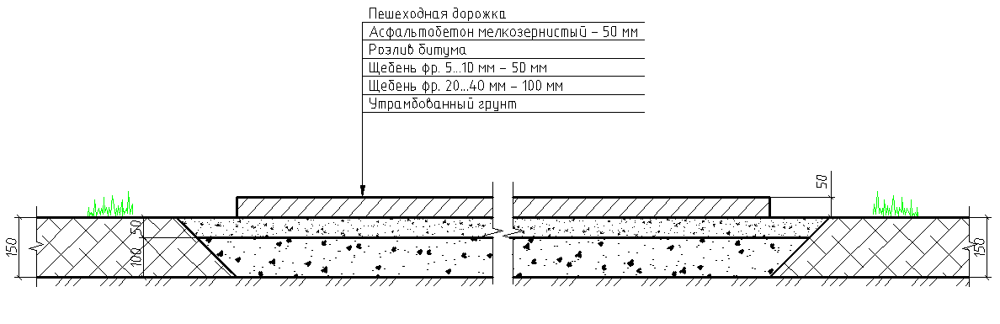 Пешеходная дорожка
Асфальтобетон мелкозернистый – 50 мм
Розлив битума
Щебень фр. 5...10 мм – 50 мм
Щебень фр. 20...40 мм – 100 мм
Утрамбованный грунт
50
150
50
100
150